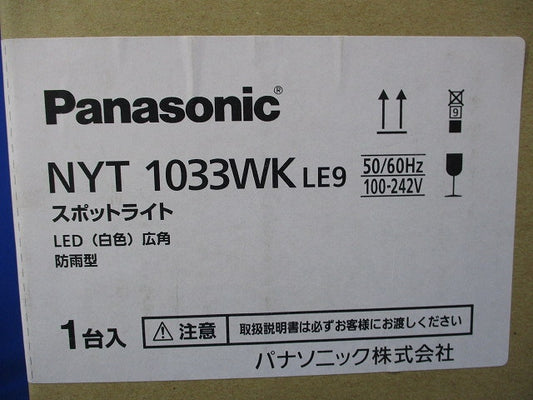 Panasonic®
NYT 1033WK LE9
50/60Hz
100-242V
9
スポットライト
LED（白色）広角
防雨型
1台入
⚠注意
取扱説明書は必ずお客様にお渡しください
パナソニック株式会社